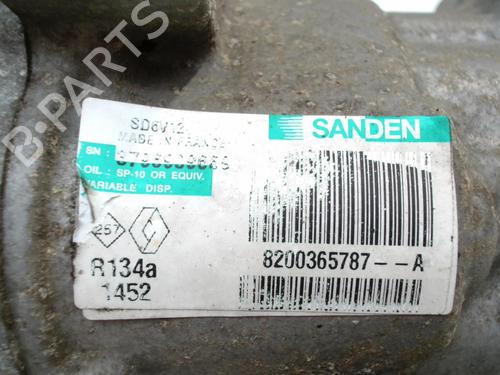 SD6V12
MADE IN FRANCE
SANDEN
SN :
OIL : SP-10 OR EQUIV.
VARIABLE DISP.
257
R134a
1452
8200365787--A
B-PARTS